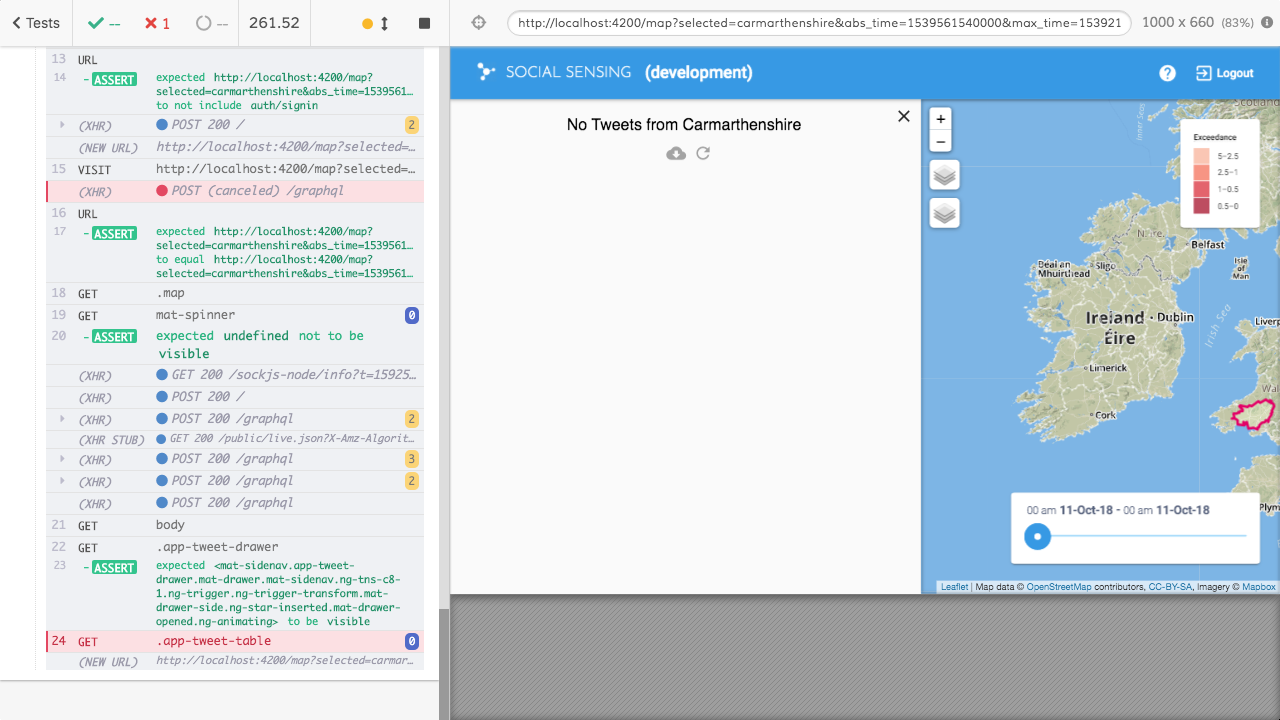 Tests
--
1
--
261.52
http://localhost:4200/map?selected=carmarthenshire&abs_time=1539561540000&max_time=153921
1000 x 660 (83%)
13 URL
14 - ASSERT expected http://localhost:4200/map?
selected=carmarthenshire&abs_time=1539561…
to not include auth/signin
(XHR) POST 200 / 2
(NEW URL) http://localhost:4200/map?selected=…
15 VISIT http://localhost:4200/map?selected=…
(XHR) POST (canceled) /graphql
16 URL
17 - ASSERT expected http://localhost:4200/map?
selected=carmarthenshire&abs_time=1539561…
to equal http://localhost:4200/map?
selected=carmarthenshire&abs_time=1539561…
18 GET .map
19 GET mat-spinner 0
20 - ASSERT expected undefined not to be
visible
(XHR) GET 200 /sockjs-node/info?t=15925…
(XHR) POST 200 /
(XHR) POST 200 /graphql 2
(XHR STUB) GET 200 /public/live.json?X-Amz-Algorit…
(XHR) POST 200 /graphql 3
(XHR) POST 200 /graphql 2
(XHR) POST 200 /graphql
21 GET body
22 GET .app-tweet-drawer
23 - ASSERT expected <mat-sidenav.app-tweet-
drawer.mat-drawer.mat-sidenav.ng-tns-c8-
1.ng-trigger.ng-trigger-transform.mat-
drawer-side.ng-star-inserted.mat-drawer-
opened.ng-animating> to be visible
24 GET .app-tweet-table 0
(NEW URL) http://localhost:4200/map?selected=carmar…
SOCIAL SENSING (development)
? Logout
No Tweets from Carmarthenshire
+
−
Inner Seas
Exceedance
5–2.5
2.5–1
1–0.5
0.5–0
Belfast
Sligo
Isle
of
Man
Ireland
Éire
Dublin
Irish Sea
Liverp
Limerick
Wal
Cork
Plym
00 am 11-Oct-18 - 00 am 11-Oct-18
Leaflet | Map data © OpenStreetMap contributors, CC-BY-SA, Imagery © Mapbox